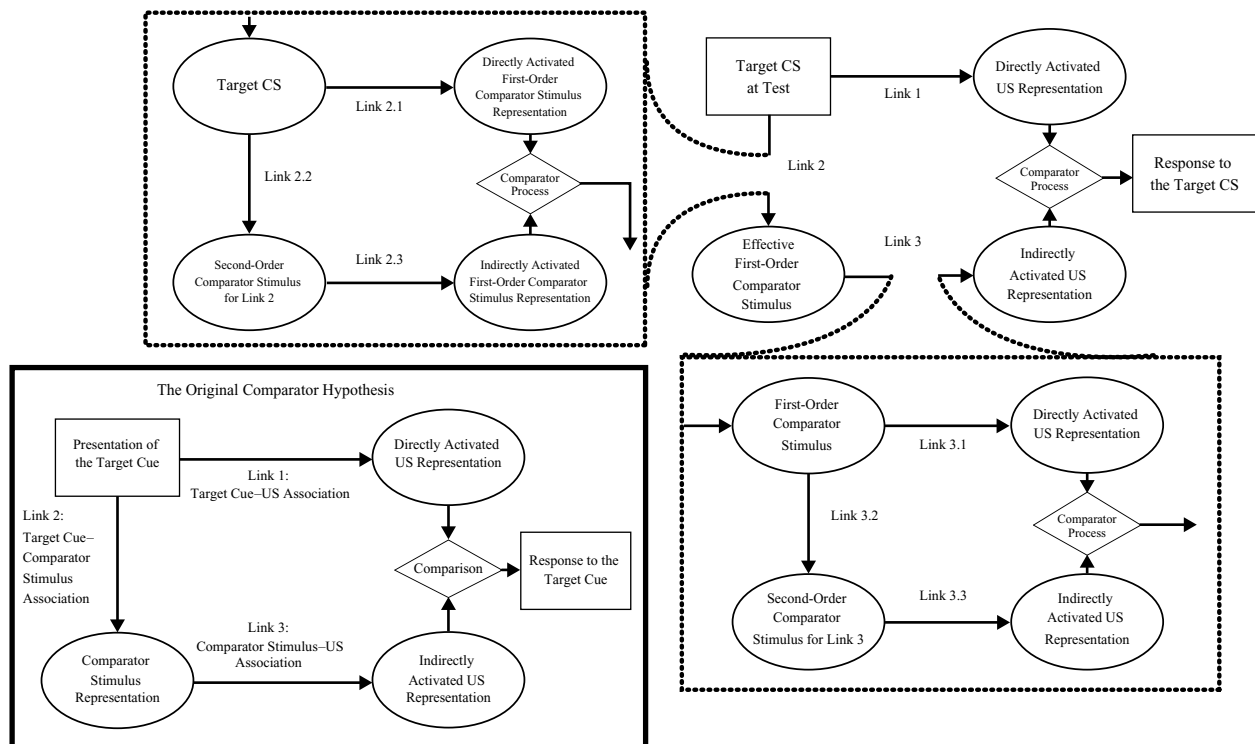 Target CS
Link 2.1
Directly Activated
First-Order
Comparator Stimulus
Representation
Link 2.2
Comparator
Process
Second-Order
Comparator Stimulus
for Link 2
Link 2.3
Indirectly Activated
First-Order Comparator
Stimulus Representation
Target CS
at Test
Link 1
Directly Activated
US Representation
Link 2
Comparator
Process
Response to
the Target CS
Effective
First-Order
Comparator
Stimulus
Link 3
Indirectly
Activated US
Representation
The Original Comparator Hypothesis
Presentation of
the Target Cue
Link 1:
Target Cue–US Association
Directly Activated
US Representation
Link 2:
Target Cue–
Comparator
Stimulus
Association
Comparison
Response to the
Target Cue
Comparator
Stimulus
Representation
Link 3:
Comparator Stimulus–US
Association
Indirectly
Activated US
Representation
First-Order
Comparator
Stimulus
Link 3.1
Directly Activated
US Representation
Link 3.2
Comparator
Process
Second-Order
Comparator
Stimulus for Link 3
Link 3.3
Indirectly
Activated US
Representation